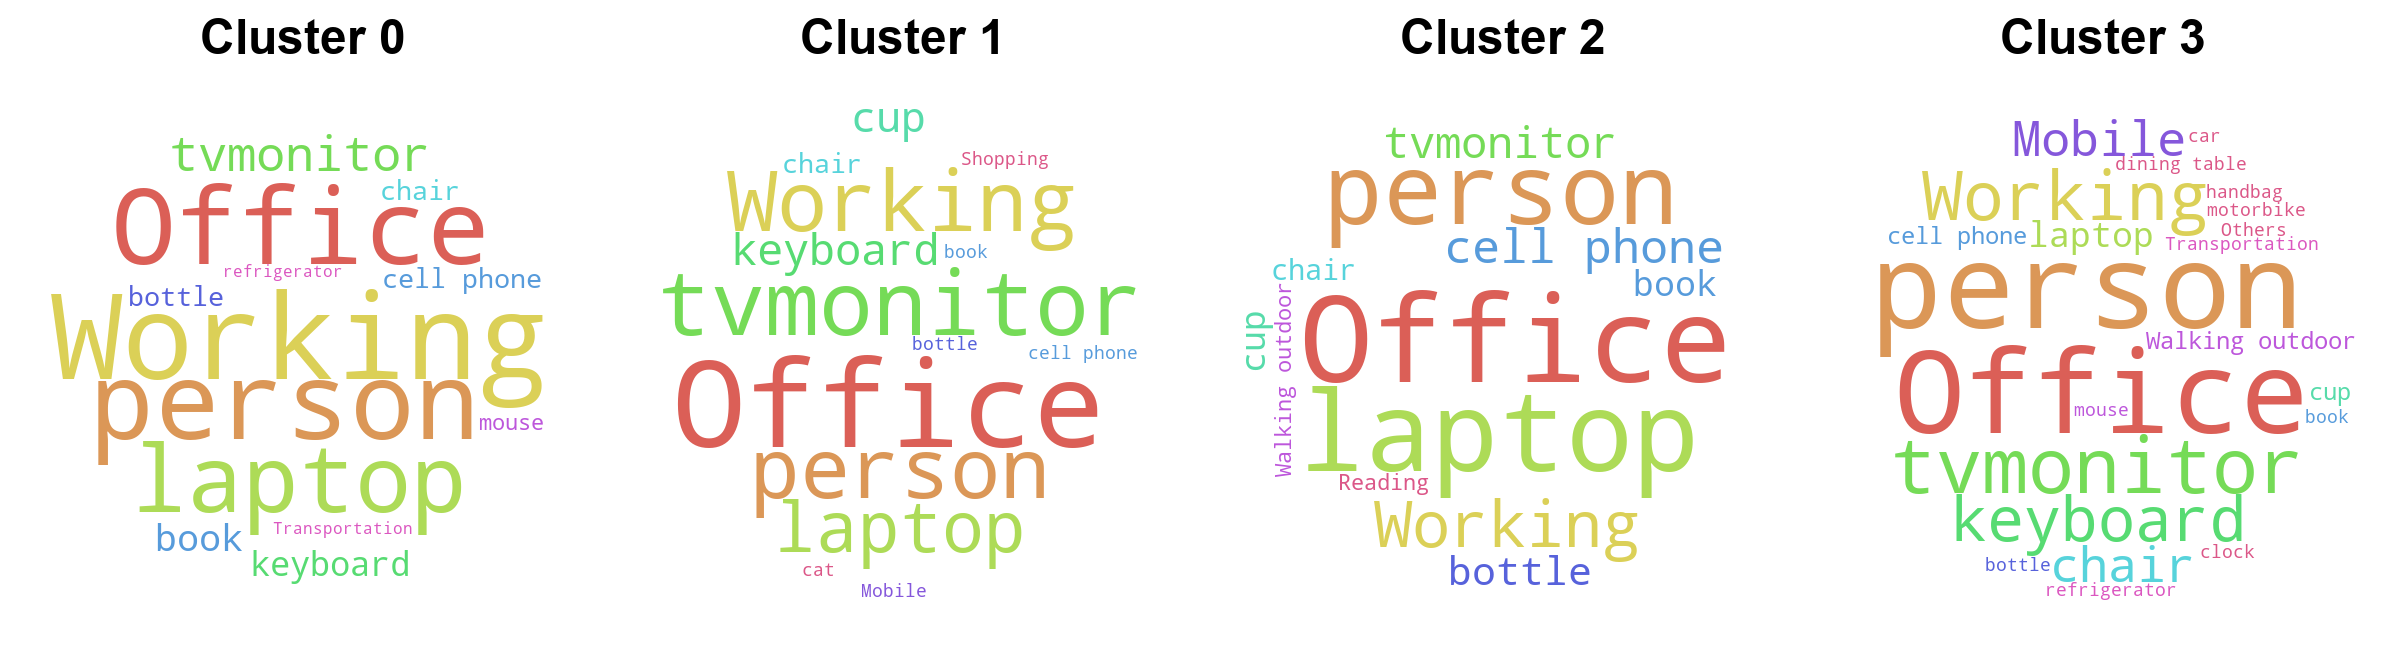 Cluster 0
tvmonitor
chair
Office
refrigerator
cell phone
bottle
Working
person
mouse
laptop
book
Transportation
keyboard
Cluster 1
cup
chair
Shopping
Working
keyboard
book
tvmonitor
bottle
cell phone
Office
person
laptop
cat
Mobile
Cluster 2
tvmonitor
person
cell phone
chair
book
cup
Walking outdoor
Office
laptop
Reading
Working
bottle
Cluster 3
Mobile
car
dining table
Working
handbag
motorbike
Others
cell phone
laptop
Transportation
person
Walking outdoor
Office
cup
mouse
book
tvmonitor
keyboard
clock
bottle
chair
refrigerator